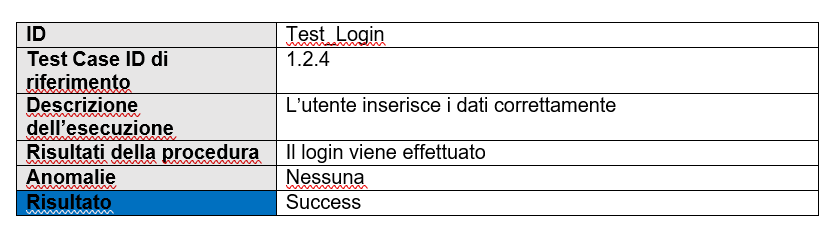 ID Test_Login
Test Case ID di 1.2.4
riferimento
Descrizione L'utente inserisce i dati correttamente
dell'esecuzione
Risultati della procedura Il login viene effettuato
Anomalie Nessuna
Risultato Success